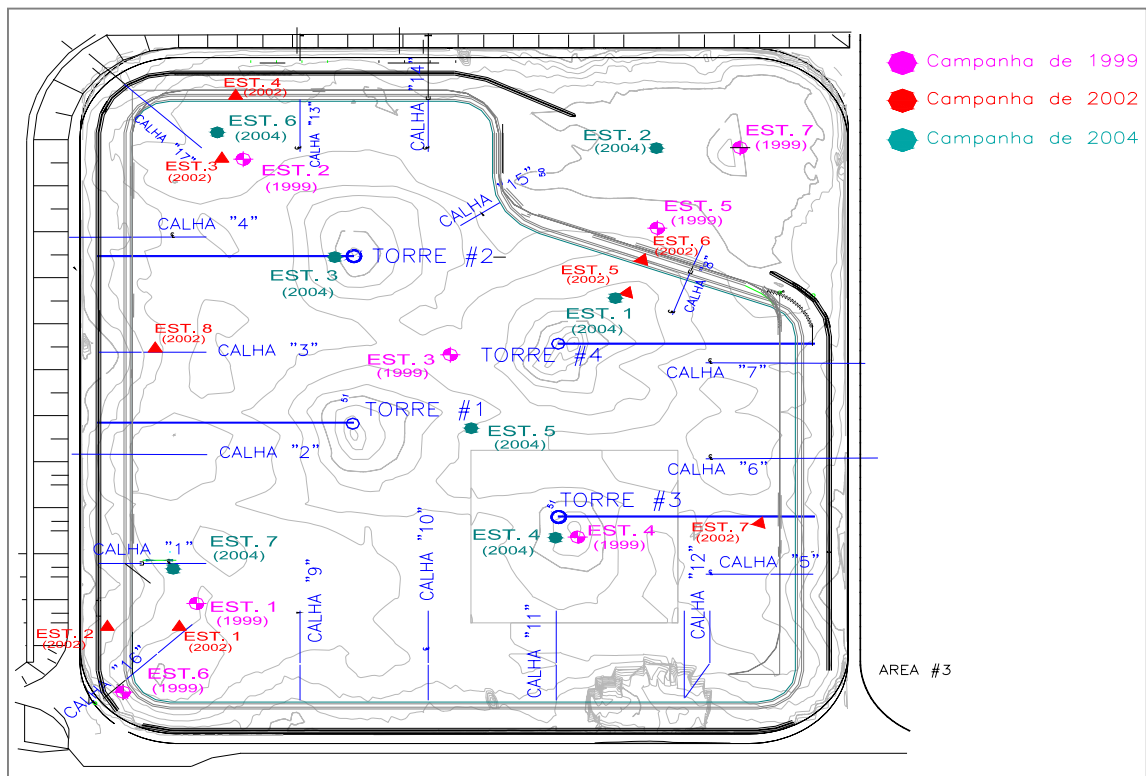 Campanha de 1999
Campanha de 2002
Campanha de 2004
EST. 4
(2002)
EST. 6
(2004)
EST. 3
(2002)
EST. 2
(1999)
CALHA "17"
CALHA "13"
CALHA "14"
EST. 2
(2004)
EST. 7
(1999)
CALHA "15"
50
EST. 5
(1999)
CALHA "4"
EST. 6
(2002)
TORRE #2
EST. 3
(2004)
EST. 5
(2002)
CALHA "8"
EST. 1
(2004)
EST. 8
(2002)
CALHA "3"
EST. 3
(1999)
TORRE #4
CALHA "7"
51
TORRE #1
EST. 5
(2004)
CALHA "2"
CALHA "6"
51
TORRE #3
EST. 4
(2004)
EST. 4
(1999)
EST. 7
(2002)
CALHA "1"
EST. 7
(2004)
CALHA "9"
CALHA "10"
CALHA "5"
CALHA "12"
EST. 1
(1999)
EST. 2
(2002)
EST. 1
(2002)
CALHA "11"
CALHA "16"
EST.6
(1999)
AREA #3